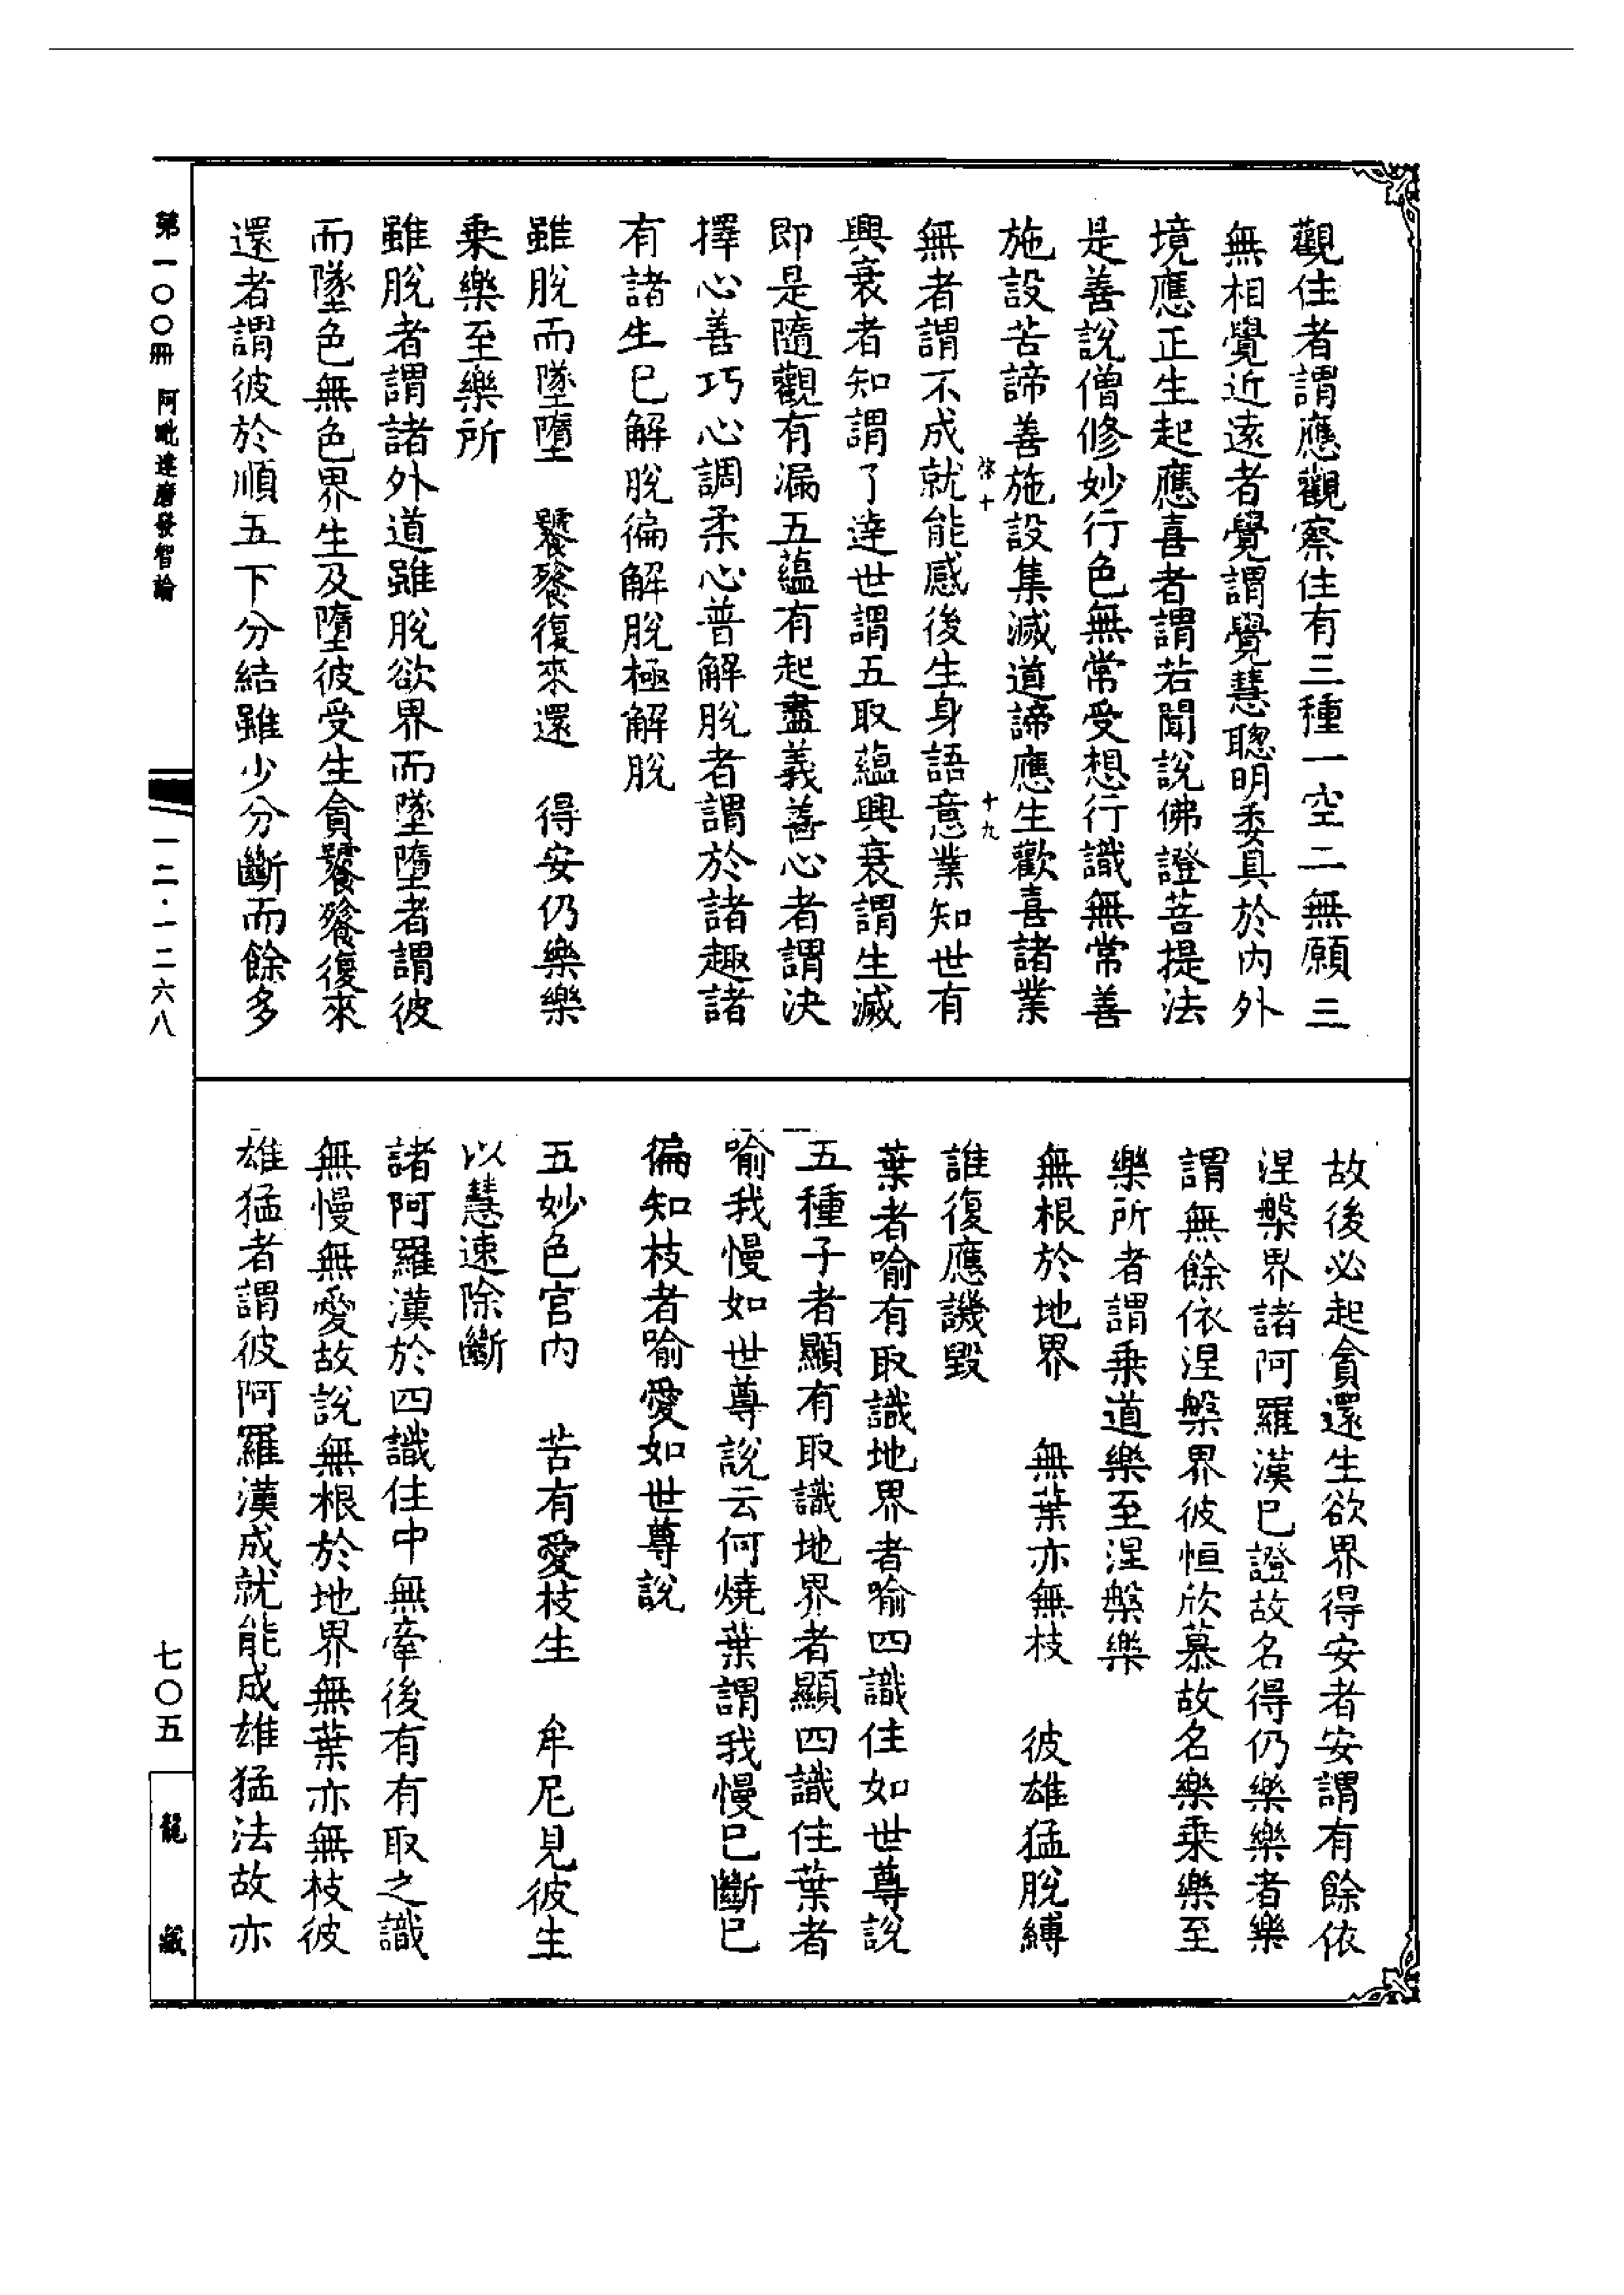 觀住者謂應觀察住有三種一空二無願三
無相覺近遠者覺謂覺慧聰明委具於內外
境應正生起應喜者謂若聞說佛證菩提法
是善說僧修妙行色無常受想行識無常善
施設苦諦善施設集滅道諦應生歡喜諸業
十九
無者謂不成就能感後生身語意業知世有
興衰者知謂了達世謂五取蘊興衰謂生滅
即是隨觀有漏五蘊有起盡義善心者謂決
擇心善巧心調柔心普解脫者謂於諸趣諸
有諸生已解脫徧解脫極解脫
雖脫而墜墮　饕餮復來還　得安仍樂樂
乘樂至樂所
雖脫者謂諸外道雖脫欲界而墜墮者謂彼
而墜色無色界生及墮彼受生貪饕餮復來
還者謂彼於順五下分結雖少分斷而餘多
故後必起貪還生欲界得安者安謂有餘依
涅槃界諸阿羅漢已證故名得仍樂樂者樂
謂無餘依涅槃界彼恒欣慕故名樂乘樂至
樂所者謂乘道樂至涅槃樂
無根於地界　無葉亦無枝　彼雄猛脫縛
誰復應譏毀
葉者喻有取識地界者喻四識住如世尊說
五種子者顯有取識地界者顯四識住葉者
喻我慢如世尊說云何燒葉謂我慢已斷已
徧知枝者喻愛如世尊說
五妙色宮內　苦有愛枝生　牟尼見彼生
以慧速除斷
諸阿羅漢於四識住中無牽後有有取之識
無慢無愛故說無根於地界無葉亦無枝彼
雄猛者謂彼阿羅漢成就能成雄猛法故亦
第一〇〇冊　阿毗達磨發智論
一二·一二六八
七〇五
龍藏